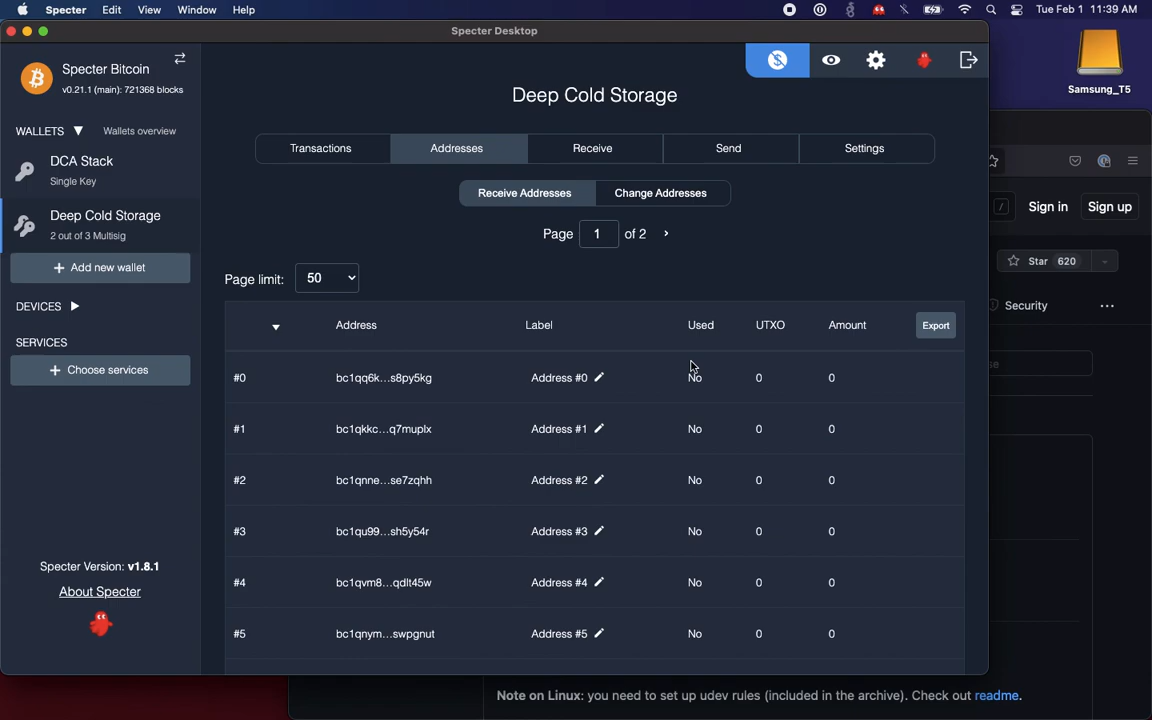 Specter Edit View Window Help Tue Feb 1 11:39 AM
Specter Desktop
Samsung_T5
Specter Bitcoin
v0.21.1 (main): 721368 blocks
WALLETS ▼ Wallets overview
DCA Stack
Single Key
Deep Cold Storage
2 out of 3 Multisig
+ Add new wallet
DEVICES ▶
SERVICES
+ Choose services
Specter Version: v1.8.1
About Specter
Deep Cold Storage
Transactions Addresses Receive Send Settings
Receive Addresses Change Addresses
Page 1 of 2 ›
Page limit: 50
▼ Address Label Used UTXO Amount Export
#0 bc1qq6k...s8py5kg Address #0 No 0 0
#1 bc1qkkc...q7muplx Address #1 No 0 0
#2 bc1qnne...se7zqhh Address #2 No 0 0
#3 bc1qu99...sh5y54r Address #3 No 0 0
#4 bc1qvm8...qdlt45w Address #4 No 0 0
#5 bc1qnym...swpgnut Address #5 No 0 0
/ Sign in Sign up
Star 620
Security ...
Note on Linux: you need to set up udev rules (included in the archive). Check out readme.